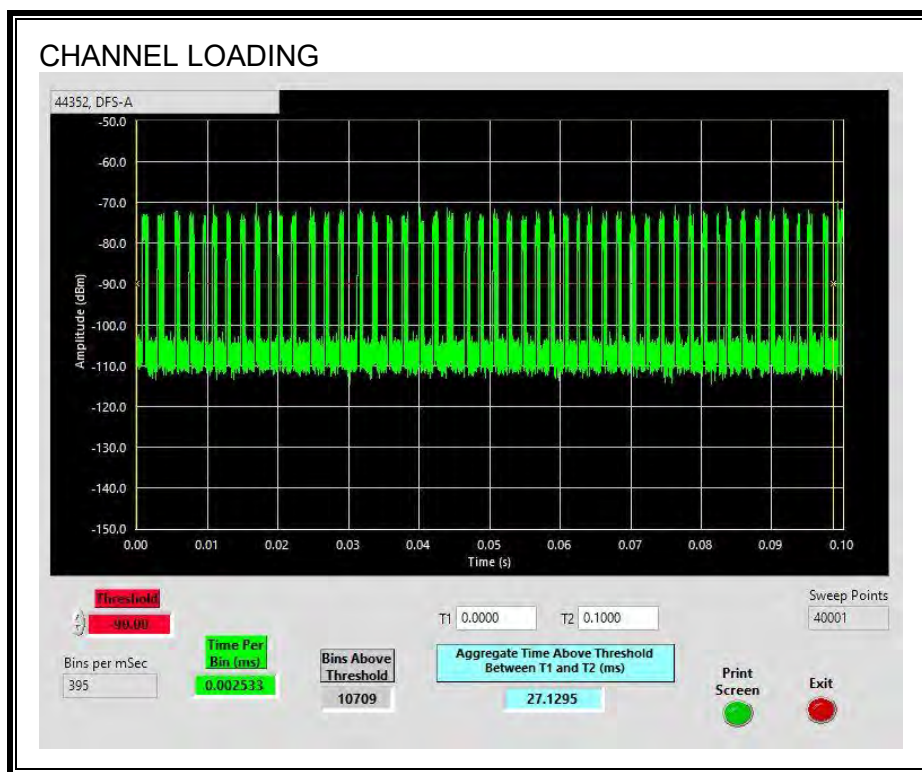 CHANNEL LOADING
44352, DFS-A
-50.0
-60.0
-70.0
-80.0
-90.0
-100.0
-110.0
-120.0
-130.0
-140.0
-150.0
Amplitude (dBm)
0.00 0.01 0.02 0.03 0.04 0.05 0.06 0.07 0.08 0.09 0.10
Time (s)
Threshold
-90.00
Bins per mSec
395
Time Per
Bin (ms)
0.002533
Bins Above
Threshold
10709
T1 0.0000 T2 0.1000
Aggregate Time Above Threshold
Between T1 and T2 (ms)
27.1295
Sweep Points
40001
Print
Screen
Exit